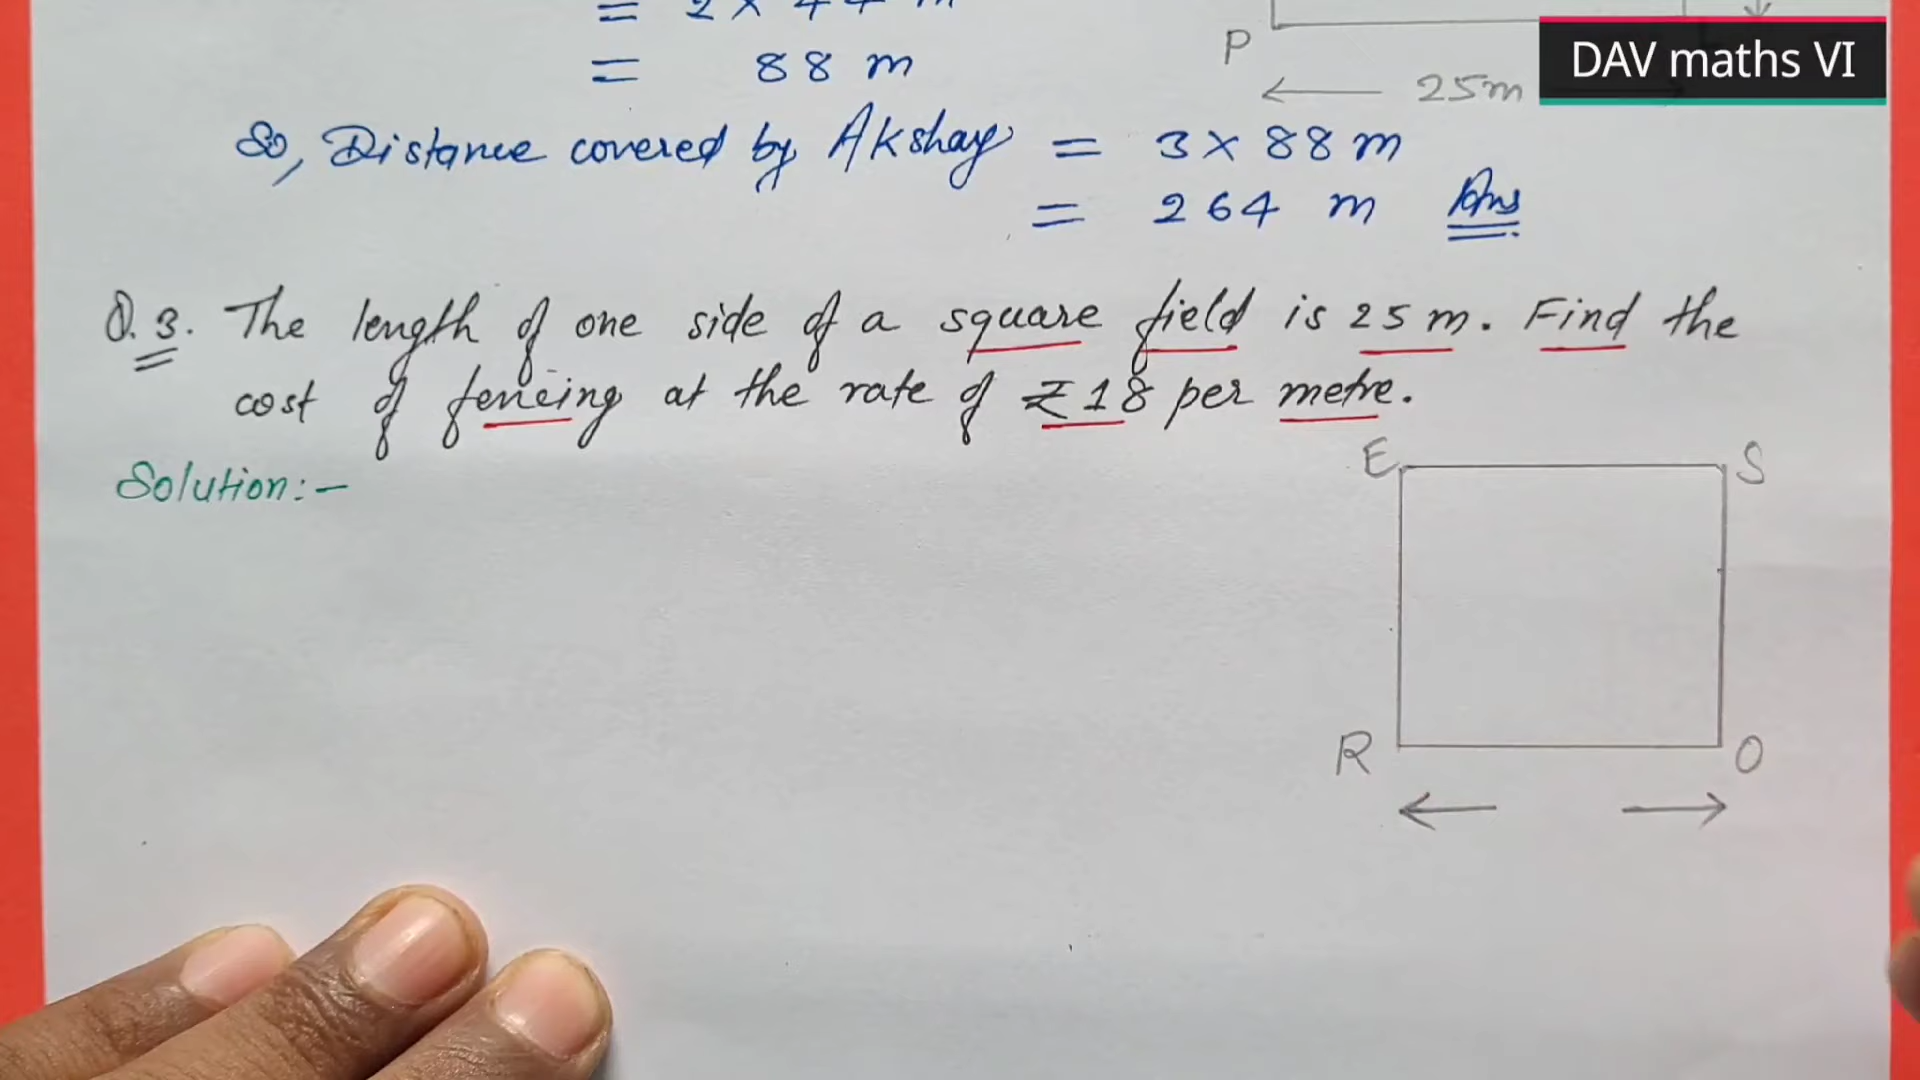 = 2 × 44 m
= 88 m
P
25m
DAV maths VI
So, Distance covered by Akshay = 3 × 88 m
= 264 m Ans
Q.3. The length of one side of a square field is 25 m. Find the
cost of fencing at the rate of ₹18 per metre.
Solution:-
E S
R O